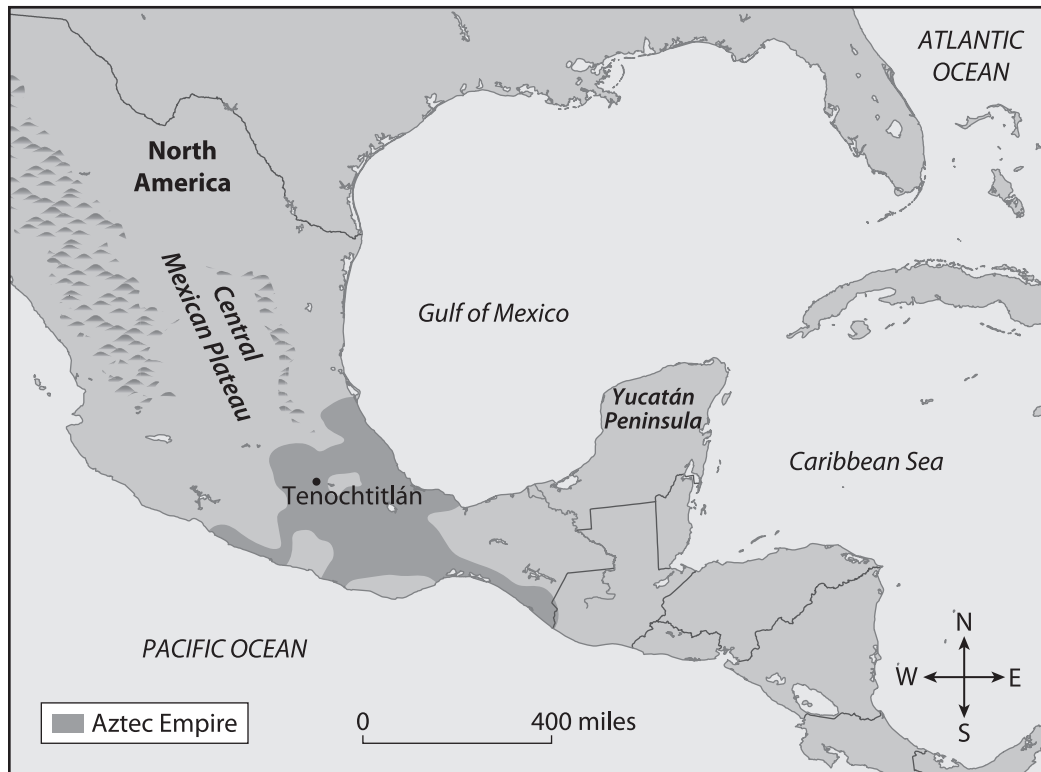 ATLANTIC
OCEAN
North
America
Central
Mexican Plateau
Gulf of Mexico
Yucatán
Peninsula
Caribbean Sea
Tenochtitlán
PACIFIC OCEAN
N
W E
S
Aztec Empire
0 400 miles